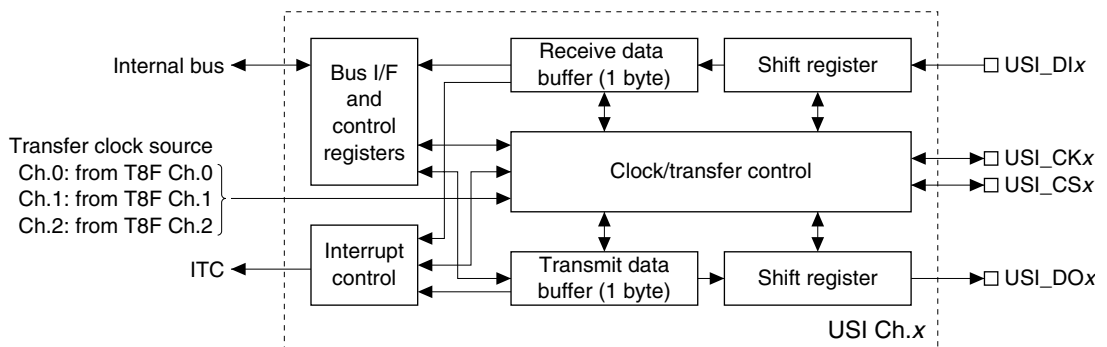 Internal bus
Transfer clock source
Ch.0: from T8F Ch.0
Ch.1: from T8F Ch.1
Ch.2: from T8F Ch.2
ITC
Bus I/F
and
control
registers
Interrupt
control
Receive data
buffer (1 byte)
Shift register
Clock/transfer control
Transmit data
buffer (1 byte)
Shift register
USI_DIx
USI_CKx
USI_CSx
USI_DOx
USI Ch.x